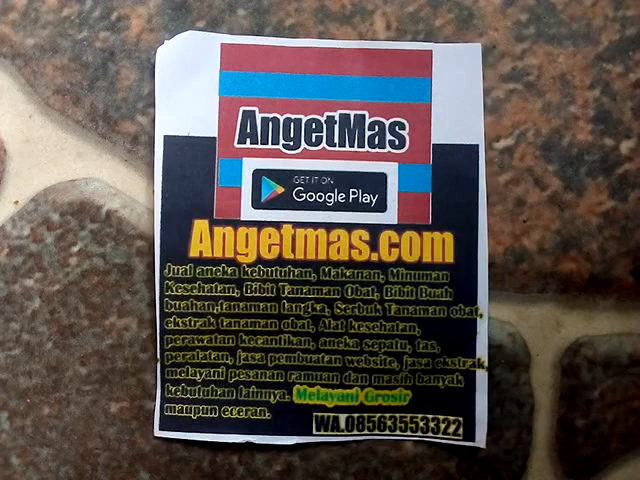 AngetMas
GET IT ON
Google Play
Angetmas.com
Jual aneka kebutuhan, Makanan, Minuman
Kesehatan, Bibit Tanaman Obat, Bibit Buah
buahan,tanaman langka, Serbuk Tanaman obat,
ekstrak tanaman obat, Alat kesehatan,
perawatan kecantikan, aneka sepatu, tas,
peralatan, jasa pembuatan website, jasa ekstrak,
melayani pesanan ramuan dan masih banyak
kebutuhan lainnya. Melayani Grosir
maupun eceran.
WA.08563553322